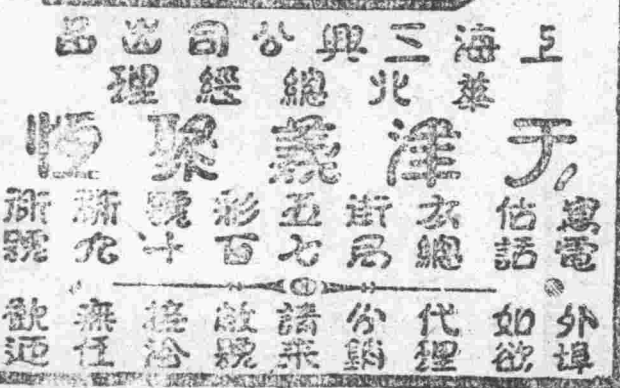 上海三興公司出品
華北總經理
天津義聚恆
寓估衣街五彩號衚衕
電話總局七百十九號
外埠
如欲
代理
分銷
請來
敝號
接洽
無任
歡迎